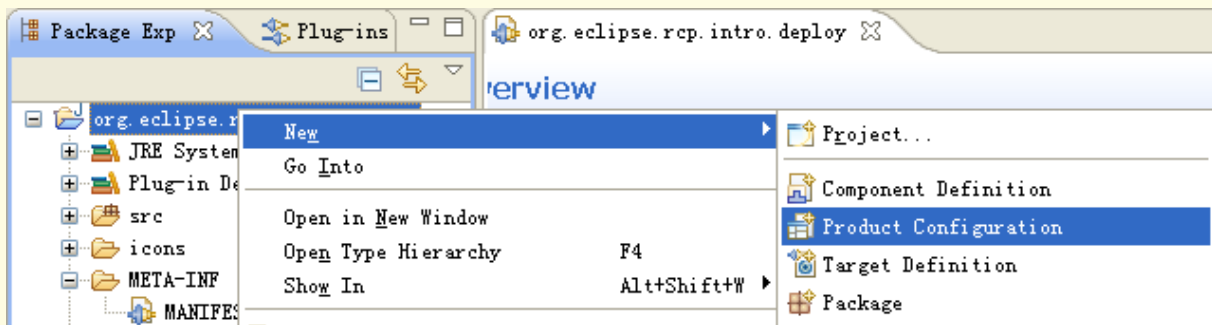 Package Exp
Plug-ins
org.eclipse.rcp.intro.deploy
erview
org.eclipse.r
New
Project...
JRE System
Go Into
Plug-in De
Component Definition
src
Open in New Window
Product Configuration
icons
Open Type Hierarchy F4
Target Definition
META-INF
Show In Alt+Shift+W
Package
MANIFES